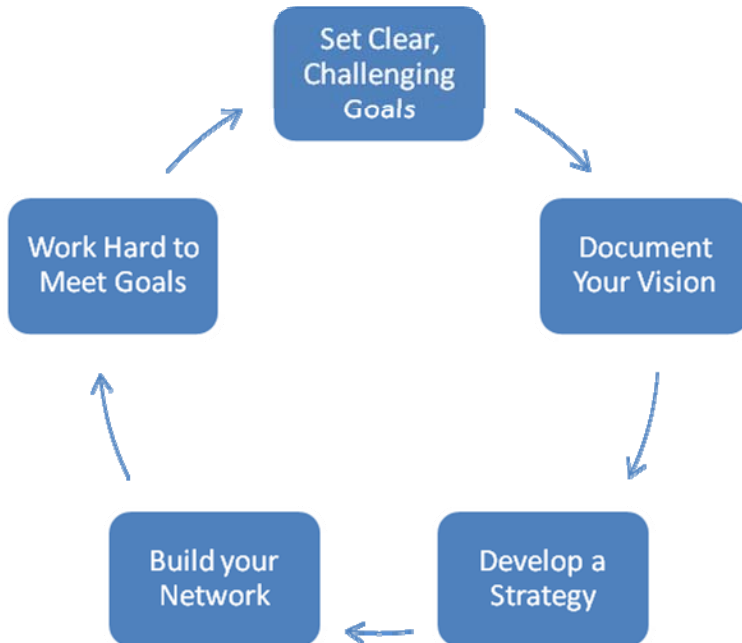 Set Clear,
Challenging
Goals
Document
Your Vision
Develop a
Strategy
Build your
Network
Work Hard to
Meet Goals